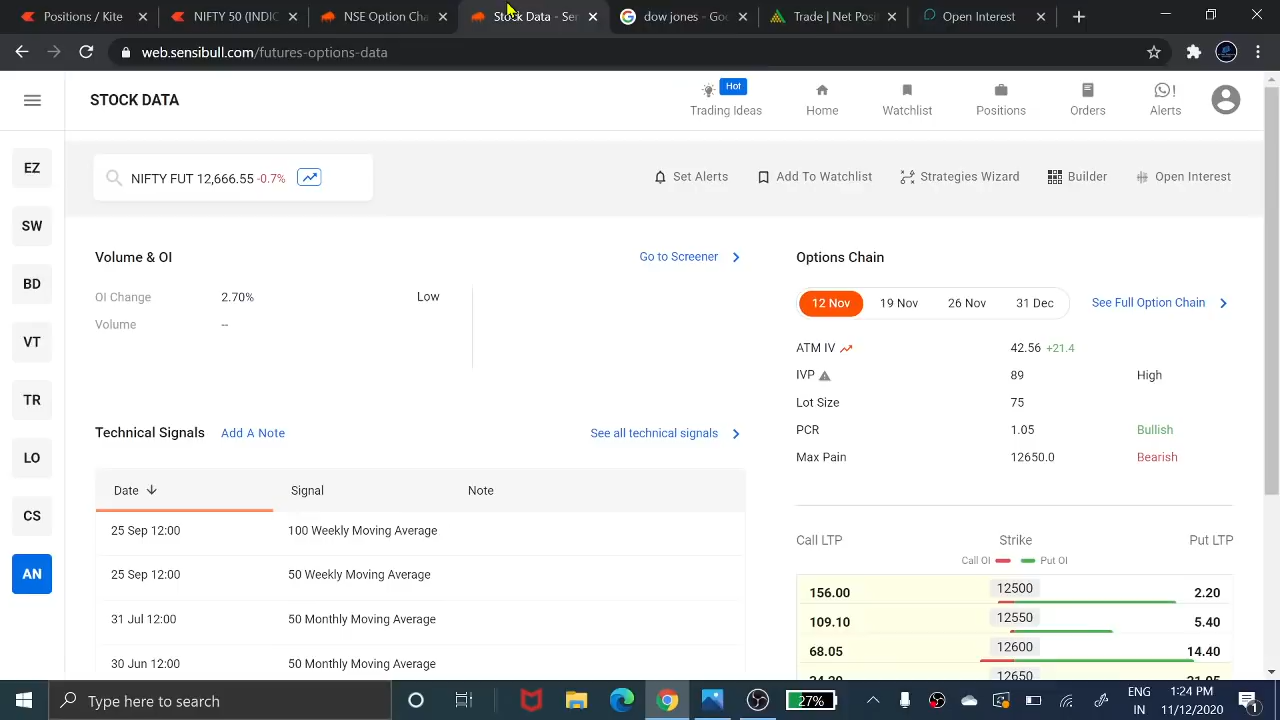 Positions / Kite
NIFTY 50 (INDIC
NSE Option Cha
Stock Data - Se
dow jones - Goo
Trade | Net Posi
Open Interest
web.sensibull.com/futures-options-data
STOCK DATA
Hot
Trading Ideas
Home
Watchlist
Positions
Orders
Alerts
EZ
SW
BD
VT
TR
LO
CS
AN
NIFTY FUT 12,666.55 -0.7%
Set Alerts
Add To Watchlist
Strategies Wizard
Builder
Open Interest
Volume & OI
Go to Screener
OI Change 2.70% Low
Volume --
Technical Signals Add A Note See all technical signals
Date Signal Note
25 Sep 12:00 100 Weekly Moving Average
25 Sep 12:00 50 Weekly Moving Average
31 Jul 12:00 50 Monthly Moving Average
30 Jun 12:00 50 Monthly Moving Average
Options Chain
12 Nov 19 Nov 26 Nov 31 Dec See Full Option Chain
ATM IV 42.56 +21.4
IVP 89 High
Lot Size 75
PCR 1.05 Bullish
Max Pain 12650.0 Bearish
Call LTP Strike Put LTP
Call OI Put OI
156.00 12500 2.20
109.10 12550 5.40
68.05 12600 14.40
12650
Type here to search
27%
ENG
IN
1:24 PM
11/12/2020
1